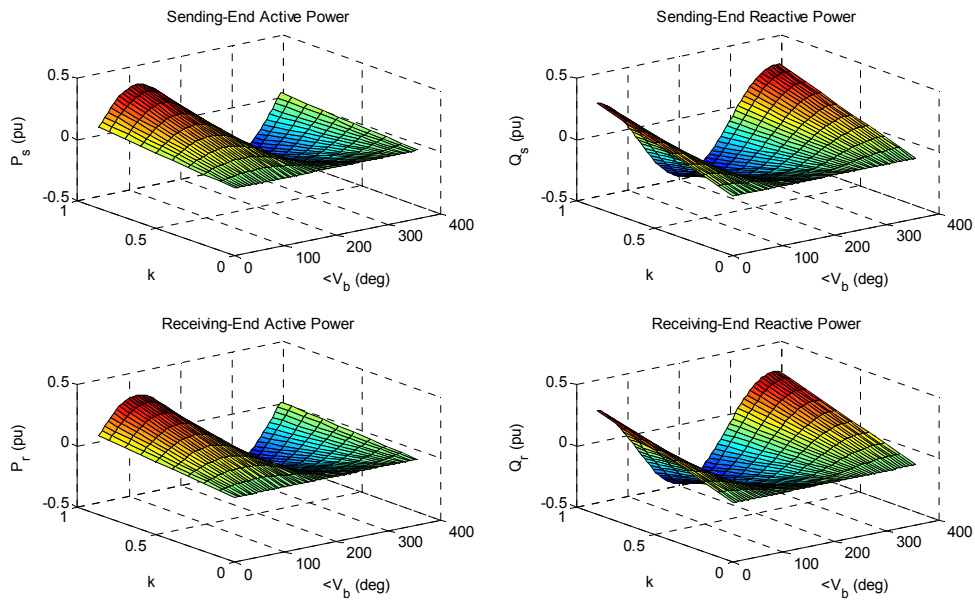 Sending-End Active Power
0.5
0
-0.5
P_s (pu)
1
0.5
0
k
0
100
200
300
400
<V_b (deg)
Sending-End Reactive Power
0.5
0
-0.5
Q_s (pu)
1
0.5
0
k
0
100
200
300
400
<V_b (deg)
Receiving-End Active Power
0.5
0
-0.5
P_r (pu)
1
0.5
0
k
0
100
200
300
400
<V_b (deg)
Receiving-End Reactive Power
0.5
0
-0.5
Q_r (pu)
1
0.5
0
k
0
100
200
300
400
<V_b (deg)